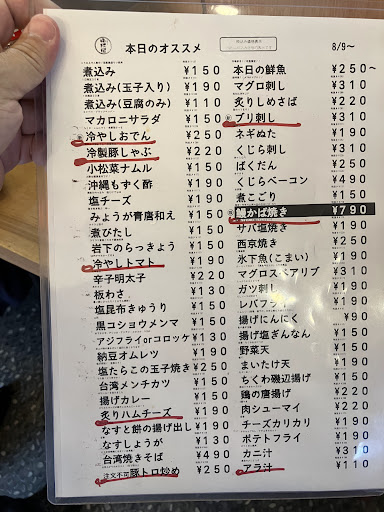 本日のオススメ
8/9～
煮込み ¥150
煮込み(玉子入り) ¥190
煮込み(豆腐のみ) ¥110
マカロニサラダ ¥150
冷やしおでん ¥250
冷製豚しゃぶ ¥220
小松菜ナムル ¥150
沖縄もずく酢 ¥190
塩チーズ ¥190
みょうが青唐和え ¥150
煮びたし ¥150
岩下のらっきょう ¥150
冷やしトマト ¥190
辛子明太子 ¥220
板わさ ¥150
塩昆布きゅうり ¥150
黒コショウメンマ ¥150
アジフライorコロッケ ¥130
納豆オムレツ ¥190
塩たらこの玉子焼き ¥250
台湾メンチカツ ¥150
揚げカレー ¥150
炙りハムチーズ ¥190
なすと餅の揚げ出し ¥190
なすしょうが ¥130
台湾焼きそば ¥190
注文不可 豚トロ炒め ¥250
本日の鮮魚 ¥250～
マグロ刺し ¥310
炙りしめさば ¥220
ブリ刺し ¥310
ネギぬた ¥190
くじら刺し ¥310
ばくだん ¥250
くじらベーコン ¥490
煮こごり ¥150
鰻かば焼き ¥790
サバ塩焼き ¥190
西京焼き ¥250
氷下魚(こまい) ¥190
マグロスペアリブ ¥310
ガツ刺し ¥190
レバフライ ¥190
揚げにんにく ¥90
揚げ塩ぎんなん ¥150
野菜天 ¥150
まいたけ天 ¥190
ちくわ磯辺揚げ ¥150
鶏の唐揚げ ¥220
肉シューマイ ¥220
チーズカリカリ ¥190
ポテトフライ ¥190
カニ汁 ¥310
アラ汁 ¥110